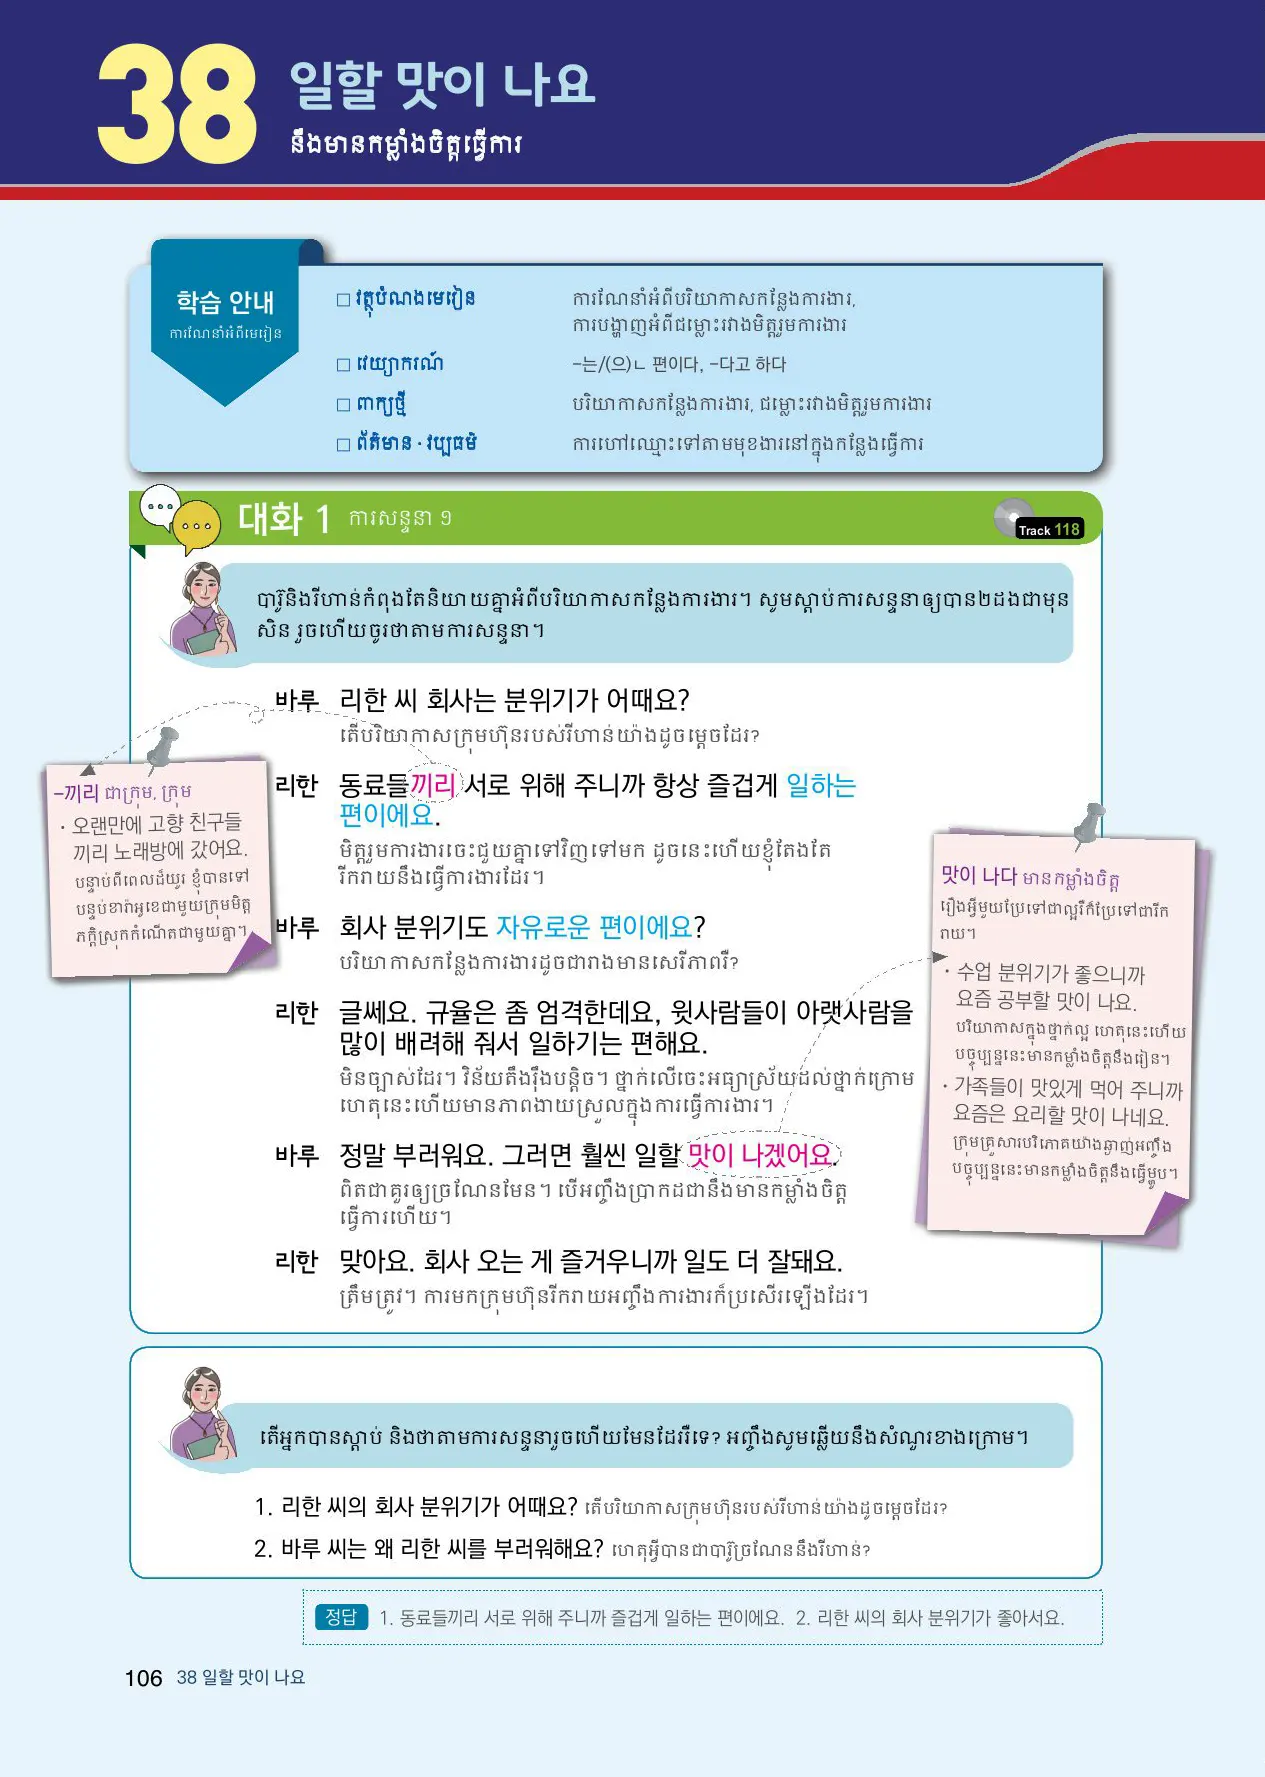 38
일할 맛이 나요
នឹងមានកម្លាំងចិត្តធ្វើការ
학습 안내
ការណែនាំអំពីមេរៀន
□ វត្ថុបំណងមេរៀន
ការណែនាំអំពីបរិយាកាសកន្លែងការងារ,
ការបង្ហាញអំពីជម្លោះរវាងមិត្តរួមការងារ
□ វេយ្យាករណ៍
-는/(으)ㄴ 편이다, -다고 하다
□ ពាក្យថ្មី
បរិយាកាសកន្លែងការងារ, ជម្លោះរវាងមិត្តរួមការងារ
□ ព័ត៌មាន · វប្បធម៌
ការហៅឈ្មោះទៅតាមមុខងារនៅក្នុងកន្លែងធ្វើការ
대화 1 ការសន្ទនា ១
Track 118
បារ៊ូនិងរីហាន់កំពុងតែនិយាយគ្នាអំពីបរិយាកាសកន្លែងការងារ។ សូមស្តាប់ការសន្ទនាឲ្យបាន២ដងជាមុន
សិន រួចហើយចូរថាតាមការសន្ទនា។
바루 리한 씨 회사는 분위기가 어때요?
តើបរិយាកាសក្រុមហ៊ុនរបស់រីហាន់យ៉ាងដូចម្តេចដែរ?
리한 동료들끼리 서로 위해 주니까 항상 즐겁게 일하는
편이에요.
មិត្តរួមការងារចេះជួយគ្នាទៅវិញទៅមក ដូចនេះហើយខ្ញុំតែងតែ
រីករាយនឹងធ្វើការងារដែរ។
바루 회사 분위기도 자유로운 편이에요?
បរិយាកាសកន្លែងការងារដូចជារាងមានសេរីភាពរឺ?
리한 글쎄요. 규율은 좀 엄격한데요, 윗사람들이 아랫사람을
많이 배려해 줘서 일하기는 편해요.
មិនច្បាស់ដែរ។ វិន័យតឹងរ៉ឹងបន្តិច។ ថ្នាក់លើចេះអធ្យាស្រ័យដល់ថ្នាក់ក្រោម
ហេតុនេះហើយមានភាពងាយស្រួលក្នុងការធ្វើការងារ។
바루 정말 부러워요. 그러면 훨씬 일할 맛이 나겠어요.
ពិតជាគួរឲ្យច្រណែនមែន។ បើអញ្ចឹងប្រាកដជានឹងមានកម្លាំងចិត្ត
ធ្វើការហើយ។
리한 맞아요. 회사 오는 게 즐거우니까 일도 더 잘돼요.
ត្រឹមត្រូវ។ ការមកក្រុមហ៊ុនរីករាយអញ្ចឹងការងារក៏ប្រសើរឡើងដែរ។
-끼리 ជាក្រុម, ក្រុម
· 오랜만에 고향 친구들
끼리 노래방에 갔어요.
បន្ទាប់ពីពេលដ៏យូរ ខ្ញុំបានទៅ
បន្ទប់ខារ៉ាអូខេជាមួយក្រុមមិត្ត
ភក្តិស្រុកកំណើតជាមួយគ្នា។
맛이 나다 មានកម្លាំងចិត្ត
រឿងអ្វីមួយប្រែទៅជាល្អរឺក៏ប្រែទៅជារីក
រាយ។
· 수업 분위기가 좋으니까
요즘 공부할 맛이 나요.
បរិយាកាសក្នុងថ្នាក់ល្អ ហេតុនេះហើយ
បច្ចុប្បន្ននេះមានកម្លាំងចិត្តនឹងរៀន។
· 가족들이 맛있게 먹어 주니까
요즘은 요리할 맛이 나네요.
ក្រុមគ្រួសារបរិភោគយ៉ាងឆ្ងាញ់អញ្ចឹង
បច្ចុប្បន្ននេះមានកម្លាំងចិត្តនឹងធ្វើម្ហូប។
តើអ្នកបានស្តាប់ និងថាតាមការសន្ទនារួចហើយមែនដែររឺទេ? អញ្ចឹងសូមឆ្លើយនឹងសំណួរខាងក្រោម។
1. 리한 씨의 회사 분위기가 어때요? តើបរិយាកាសក្រុមហ៊ុនរបស់រីហាន់យ៉ាងដូចម្តេចដែរ?
2. 바루 씨는 왜 리한 씨를 부러워해요? ហេតុអ្វីបានជាបារ៊ូច្រណែននឹងរីហាន់?
정답 1. 동료들끼리 서로 위해 주니까 즐겁게 일하는 편이에요. 2. 리한 씨의 회사 분위기가 좋아서요.
106 38 일할 맛이 나요